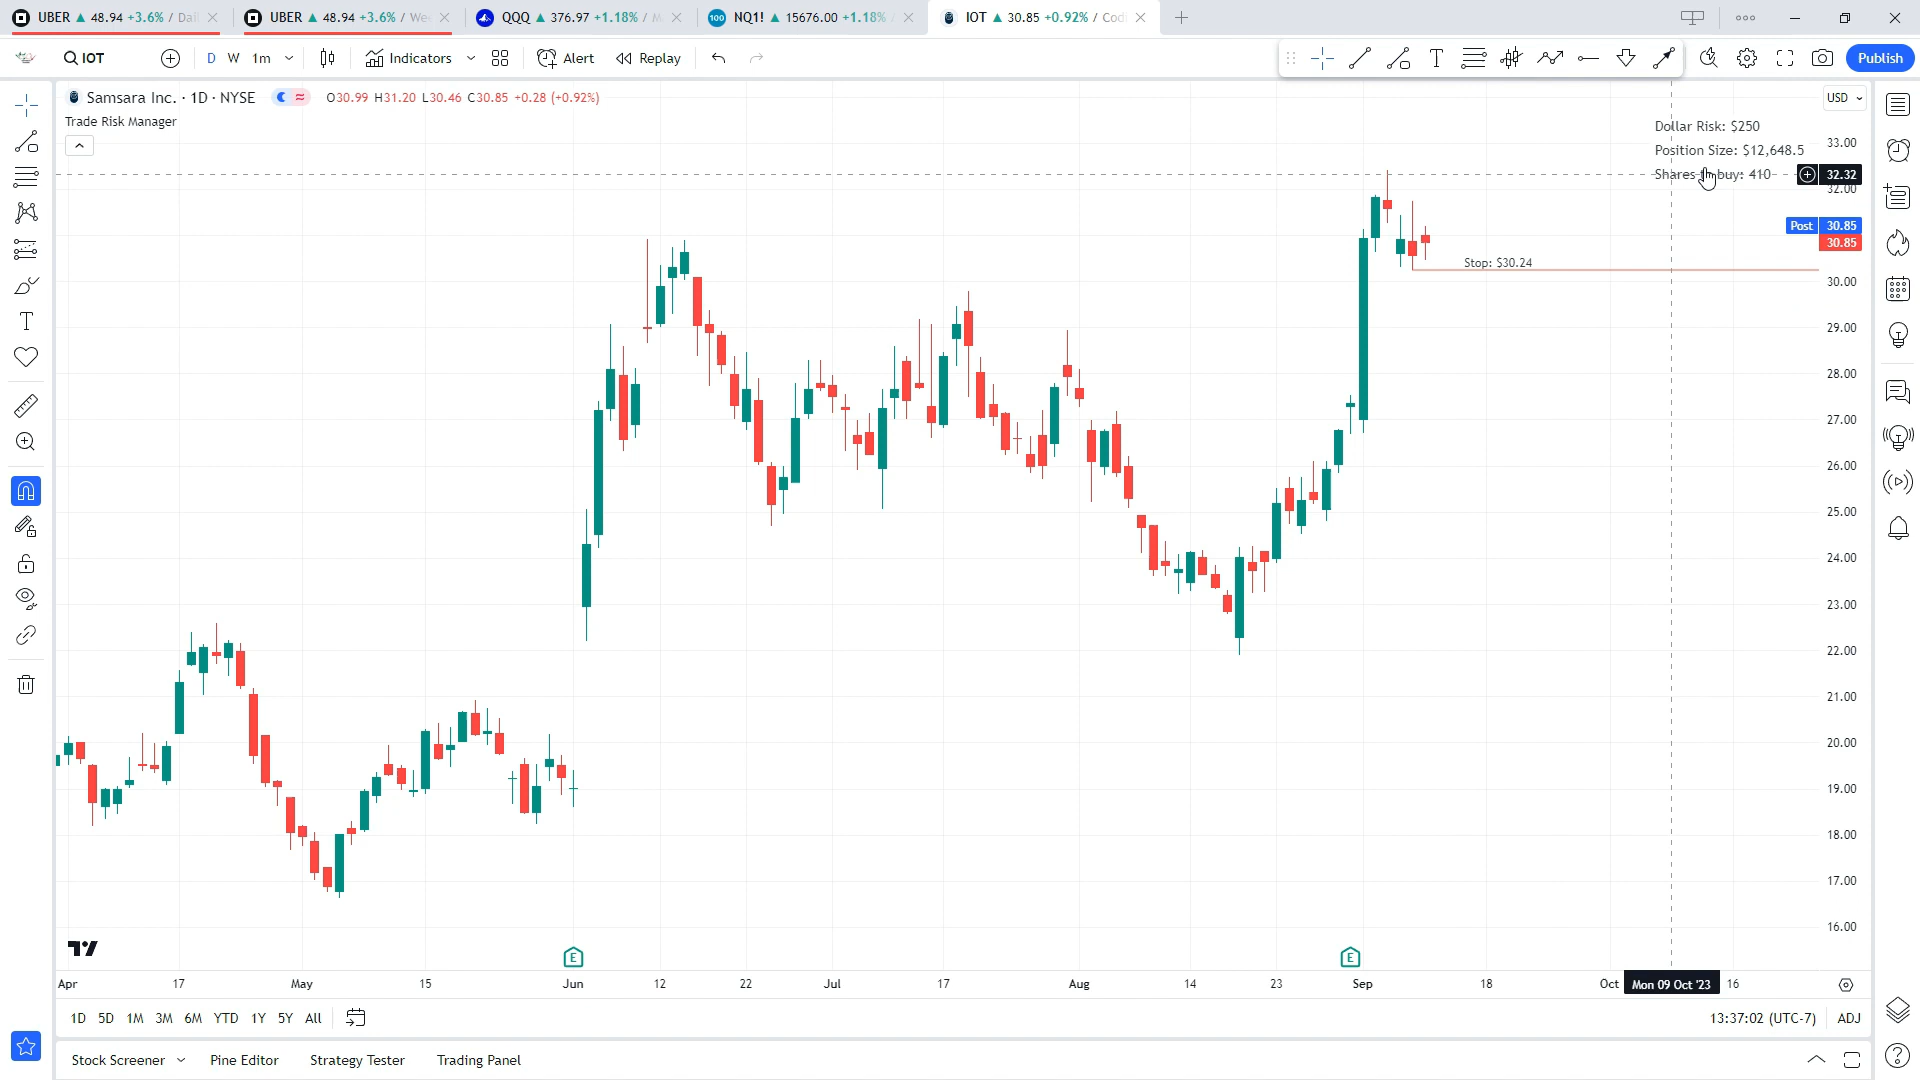 UBER 48.94 +3.6% / Dail
UBER 48.94 +3.6% / We
QQQ 376.97 +1.18% / M
100 NQ1! 15676.00 +1.18% /
IOT 30.85 +0.92% / Codi
IOT D W 1m Indicators Alert Replay T Publish
Samsara Inc. · 1D · NYSE O30.99 H31.20 L30.46 C30.85 +0.28 (+0.92%)
USD
Trade Risk Manager
Dollar Risk: $250
Position Size: $12,648.5
Shares buy: 410
33.00
32.32
32.00
Post 30.85
30.85
Stop: $30.24
30.00
29.00
28.00
27.00
26.00
25.00
24.00
23.00
22.00
21.00
20.00
19.00
18.00
17.00
16.00
T
E E
Apr 17 May 15 Jun 12 22 Jul 17 Aug 14 23 Sep 18 Oct Mon 09 Oct '23 16
1D 5D 1M 3M 6M YTD 1Y 5Y All 13:37:02 (UTC-7) ADJ
Stock Screener Pine Editor Strategy Tester Trading Panel